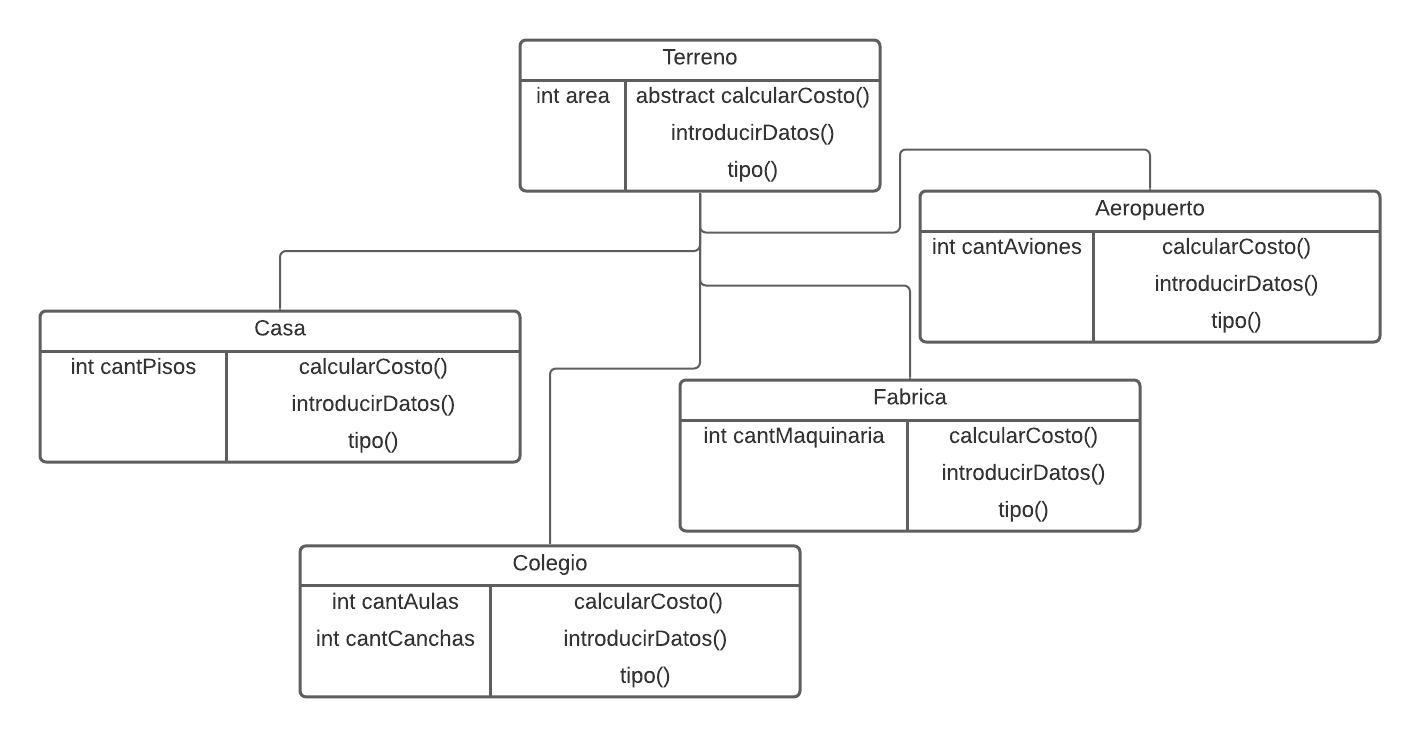 Terreno
int area
abstract calcularCosto()
introducirDatos()
tipo()
Aeropuerto
int cantAviones
calcularCosto()
introducirDatos()
tipo()
Casa
int cantPisos
calcularCosto()
introducirDatos()
tipo()
Fabrica
int cantMaquinaria
calcularCosto()
introducirDatos()
tipo()
Colegio
int cantAulas
int cantCanchas
calcularCosto()
introducirDatos()
tipo()